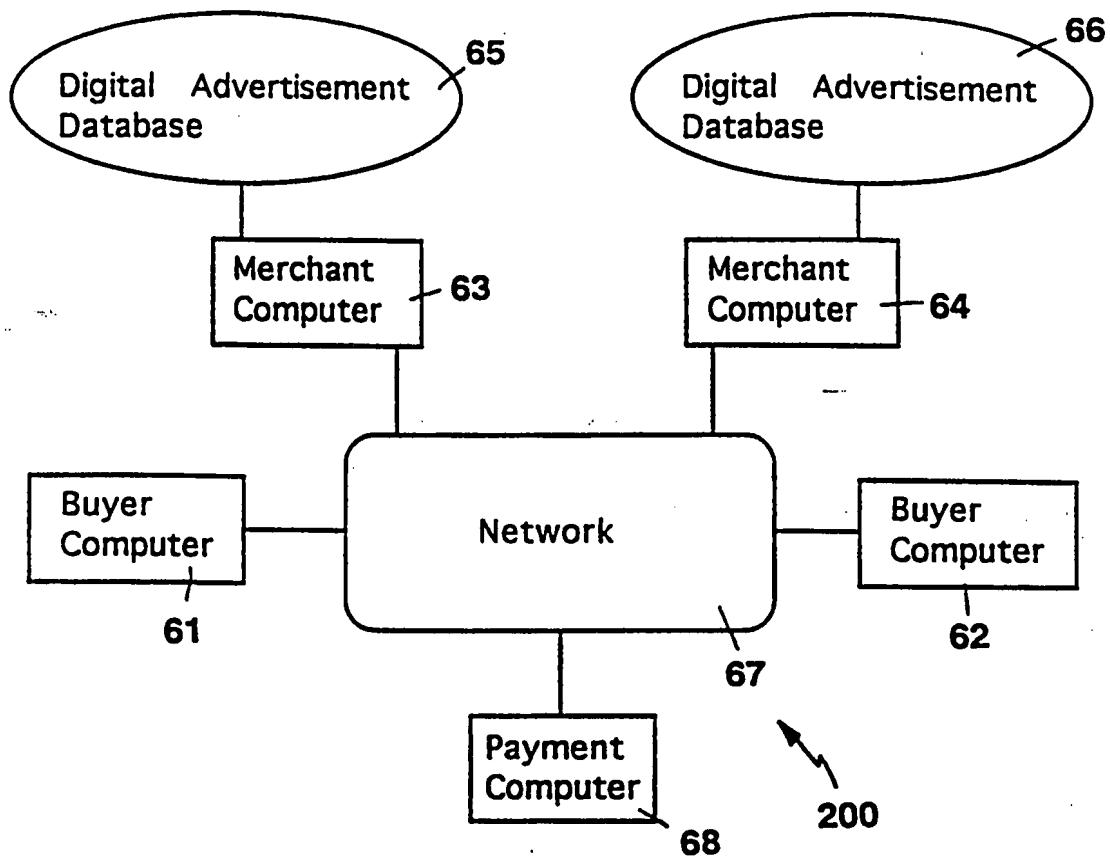 65
Digital Advertisement
Database
66
Digital Advertisement
Database
Merchant
Computer
63
Merchant
Computer
64
Buyer
Computer
61
Network
67
Buyer
Computer
62
Payment
Computer
68
200